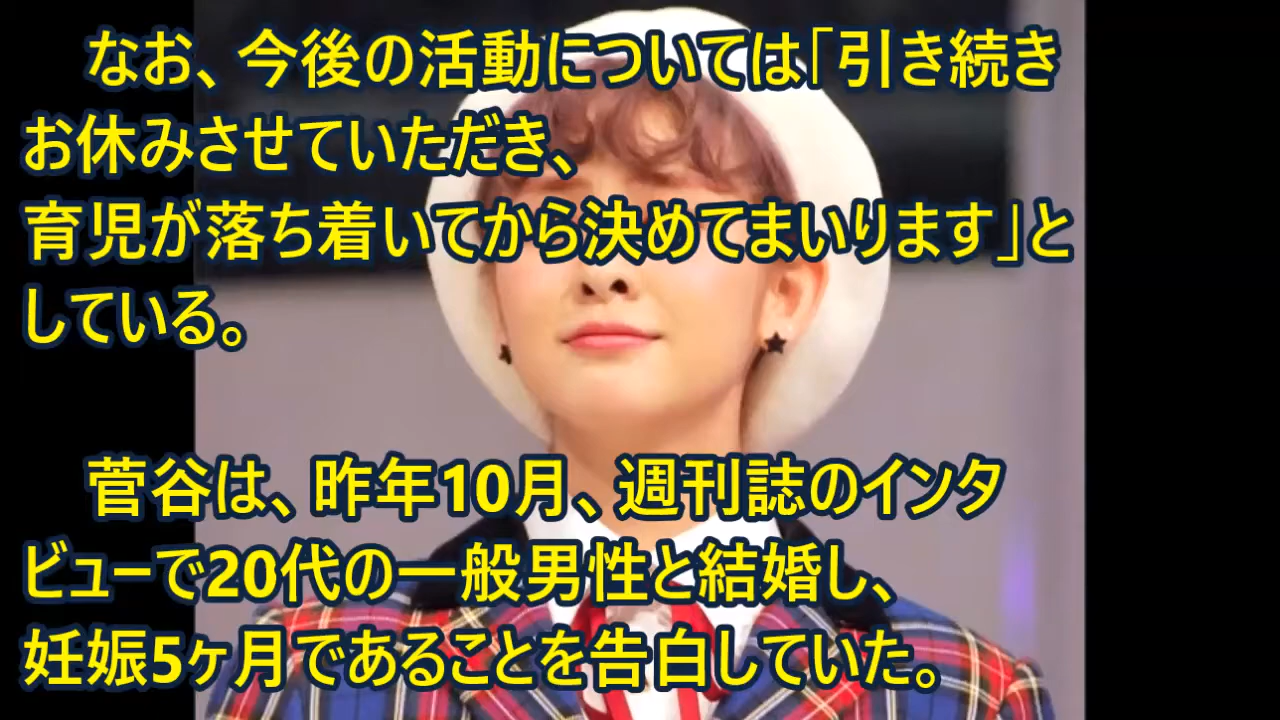 なお、今後の活動については「引き続き
お休みさせていただき、
育児が落ち着いてから決めてまいります」と
している。
菅谷は、昨年10月、週刊誌のインタ
ビューで20代の一般男性と結婚し、
妊娠5ヶ月であることを告白していた。